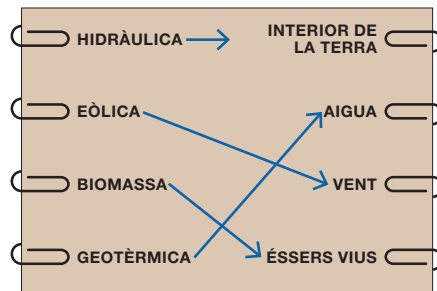 HIDRÀULICA
INTERIOR DE
LA TERRA
EÒLICA
AIGUA
BIOMASSA
VENT
GEOTÈRMICA
ÉSSERS VIUS